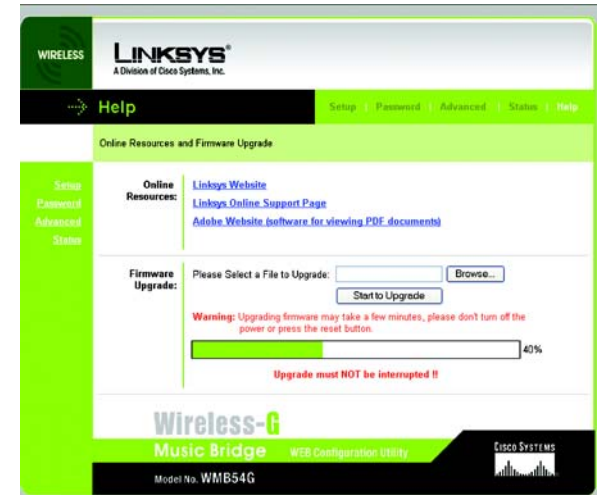 WIRELESS
LINKSYS®
A Division of Cisco Systems, Inc.
Help
Setup | Password | Advanced | Status | Help
Online Resources and Firmware Upgrade
Setup
Password
Advanced
Status
Online Resources:
Linksys Website
Linksys Online Support Page
Adobe Website (software for viewing PDF documents)
Firmware Upgrade:
Please Select a File to Upgrade:
Browse...
Start to Upgrade
Warning: Upgrading firmware may take a few minutes, please don't turn off the
power or press the reset button.
40%
Upgrade must NOT be interrupted !!
Wireless-G
Music Bridge WEB Configuration Utility
CISCO SYSTEMS
Model No. WMB54G